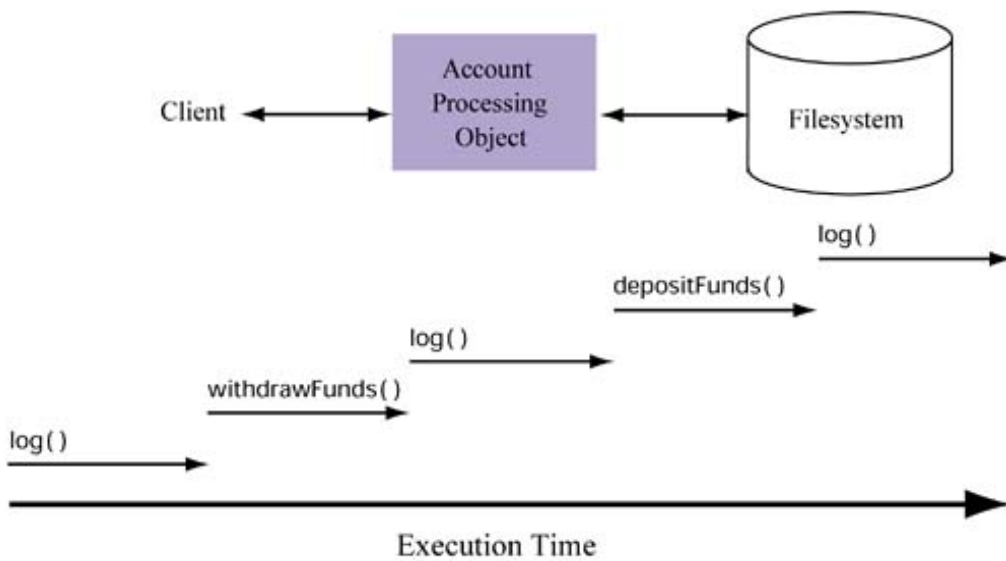 Account
Processing
Object
Client
Filesystem
log()
depositFunds()
log()
withdrawFunds()
log()
Execution Time